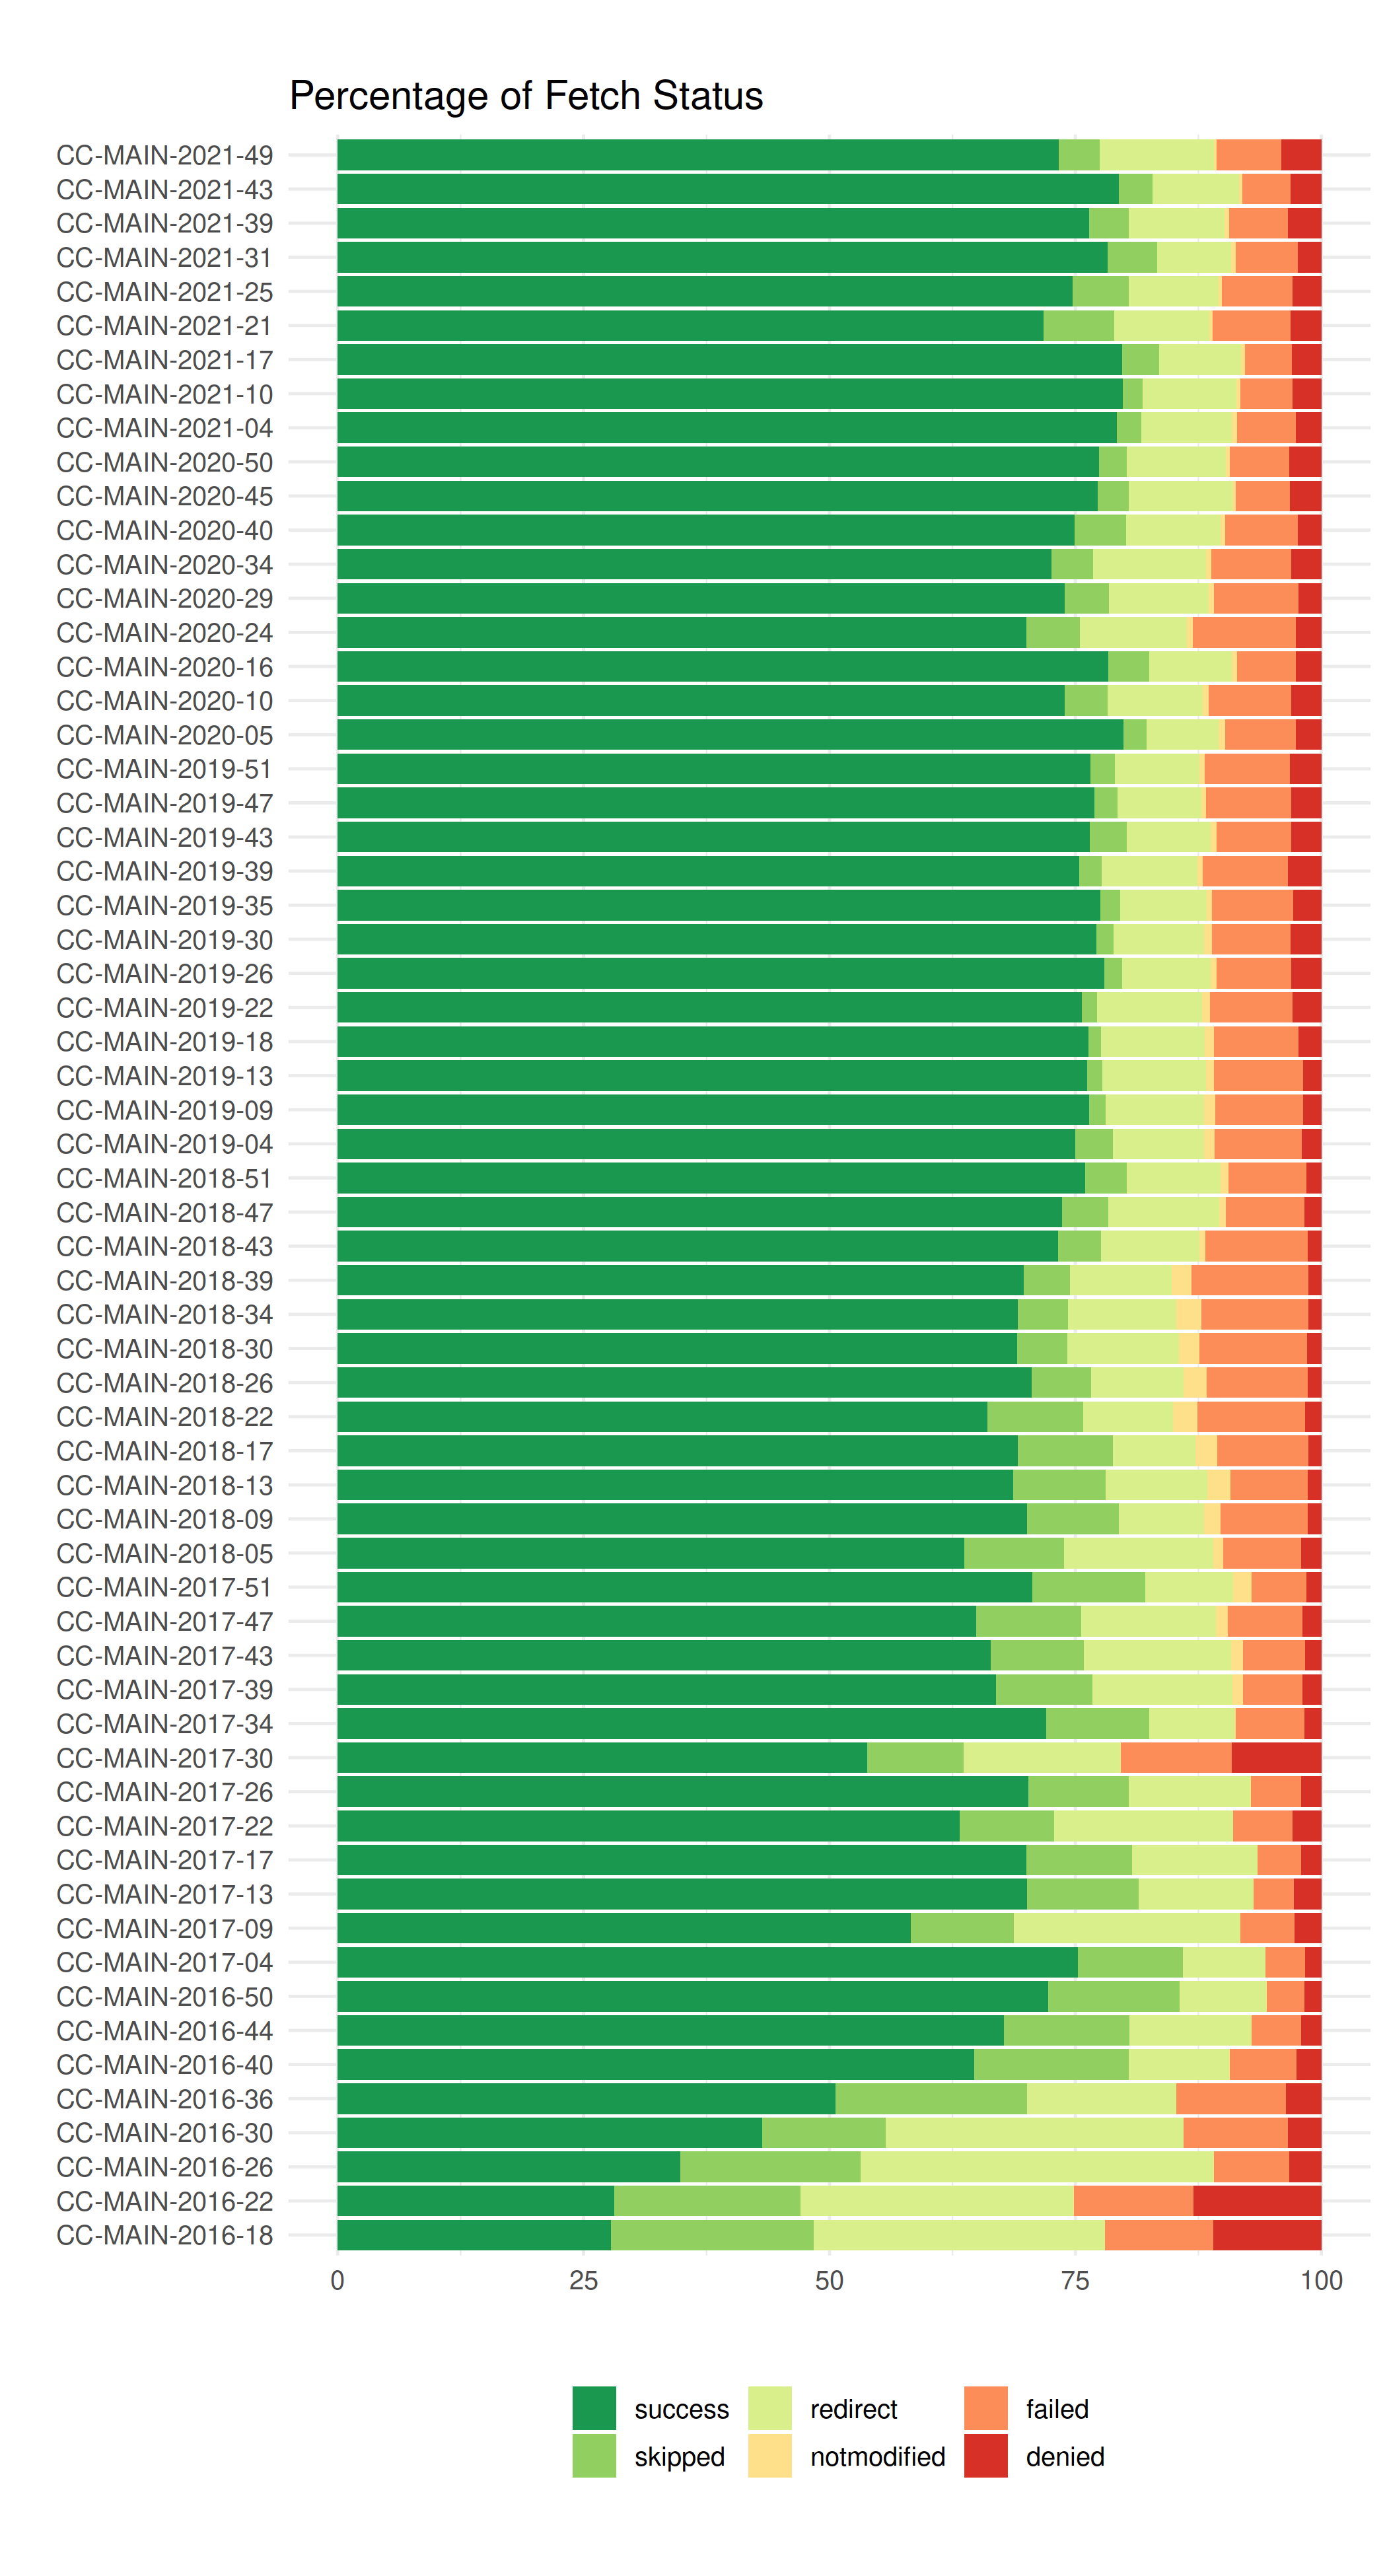 Percentage of Fetch Status
CC-MAIN-2021-49
CC-MAIN-2021-43
CC-MAIN-2021-39
CC-MAIN-2021-31
CC-MAIN-2021-25
CC-MAIN-2021-21
CC-MAIN-2021-17
CC-MAIN-2021-10
CC-MAIN-2021-04
CC-MAIN-2020-50
CC-MAIN-2020-45
CC-MAIN-2020-40
CC-MAIN-2020-34
CC-MAIN-2020-29
CC-MAIN-2020-24
CC-MAIN-2020-16
CC-MAIN-2020-10
CC-MAIN-2020-05
CC-MAIN-2019-51
CC-MAIN-2019-47
CC-MAIN-2019-43
CC-MAIN-2019-39
CC-MAIN-2019-35
CC-MAIN-2019-30
CC-MAIN-2019-26
CC-MAIN-2019-22
CC-MAIN-2019-18
CC-MAIN-2019-13
CC-MAIN-2019-09
CC-MAIN-2019-04
CC-MAIN-2018-51
CC-MAIN-2018-47
CC-MAIN-2018-43
CC-MAIN-2018-39
CC-MAIN-2018-34
CC-MAIN-2018-30
CC-MAIN-2018-26
CC-MAIN-2018-22
CC-MAIN-2018-17
CC-MAIN-2018-13
CC-MAIN-2018-09
CC-MAIN-2018-05
CC-MAIN-2017-51
CC-MAIN-2017-47
CC-MAIN-2017-43
CC-MAIN-2017-39
CC-MAIN-2017-34
CC-MAIN-2017-30
CC-MAIN-2017-26
CC-MAIN-2017-22
CC-MAIN-2017-17
CC-MAIN-2017-13
CC-MAIN-2017-09
CC-MAIN-2017-04
CC-MAIN-2016-50
CC-MAIN-2016-44
CC-MAIN-2016-40
CC-MAIN-2016-36
CC-MAIN-2016-30
CC-MAIN-2016-26
CC-MAIN-2016-22
CC-MAIN-2016-18
0 25 50 75 100
success redirect failed
skipped notmodified denied